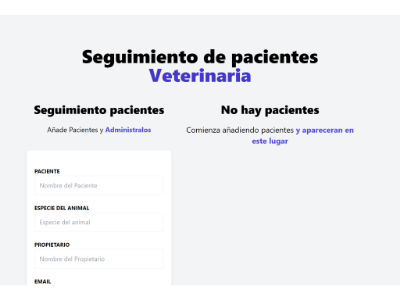 Seguimiento de pacientes
Veterinaria
Seguimiento pacientes
Añade Pacientes y Administralos
PACIENTE
Nombre del Paciente
ESPECIE DEL ANIMAL
Especie del animal
PROPIETARIO
Nombre del Propietario
EMAIL
No hay pacientes
Comienza añadiendo pacientes y apareceran en
este lugar